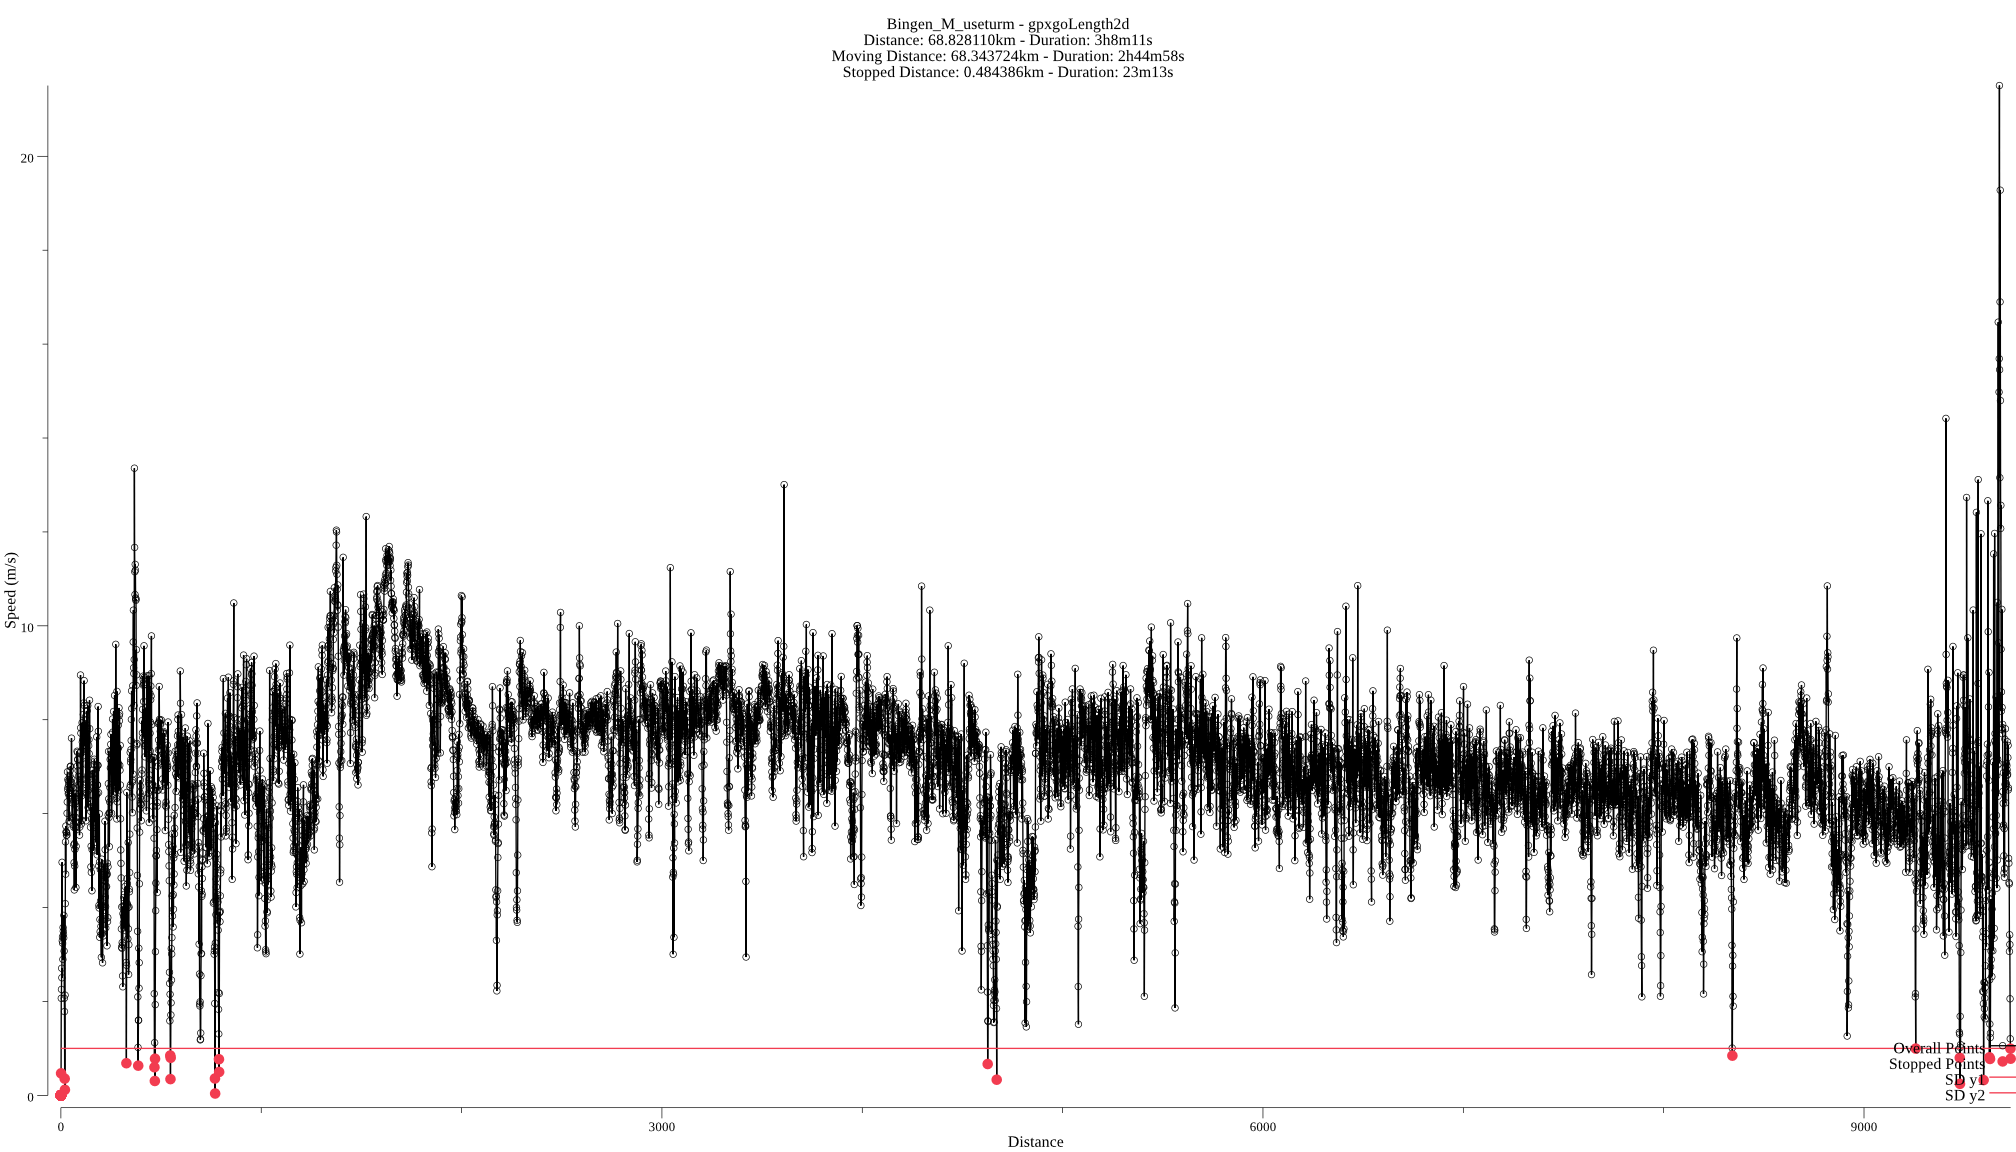 Bingen_M_useturm - gpxgoLength2d
Distance: 68.828110km - Duration: 3h8m11s
Moving Distance: 68.343724km - Duration: 2h44m58s
Stopped Distance: 0.484386km - Duration: 23m13s
20
10
0
Speed (m/s)
Overall Points
Stopped Points
SD y1
SD y2
0 3000 6000 9000
Distance